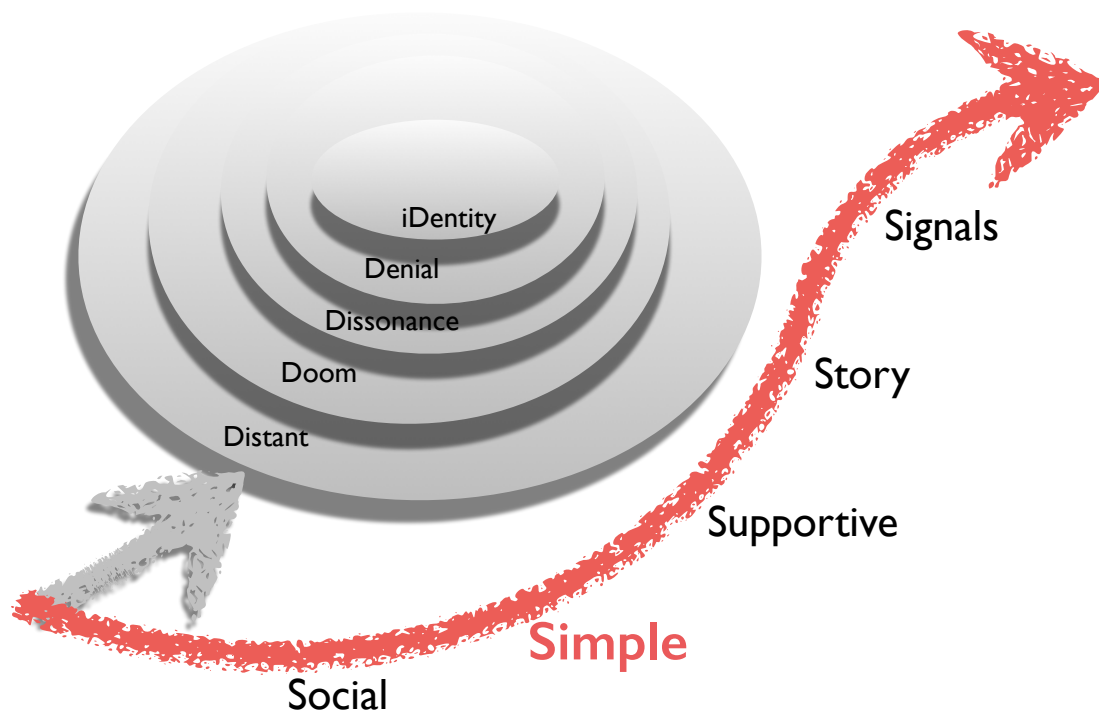 iDentity
Denial
Dissonance
Doom
Distant
Signals
Story
Supportive
Simple
Social